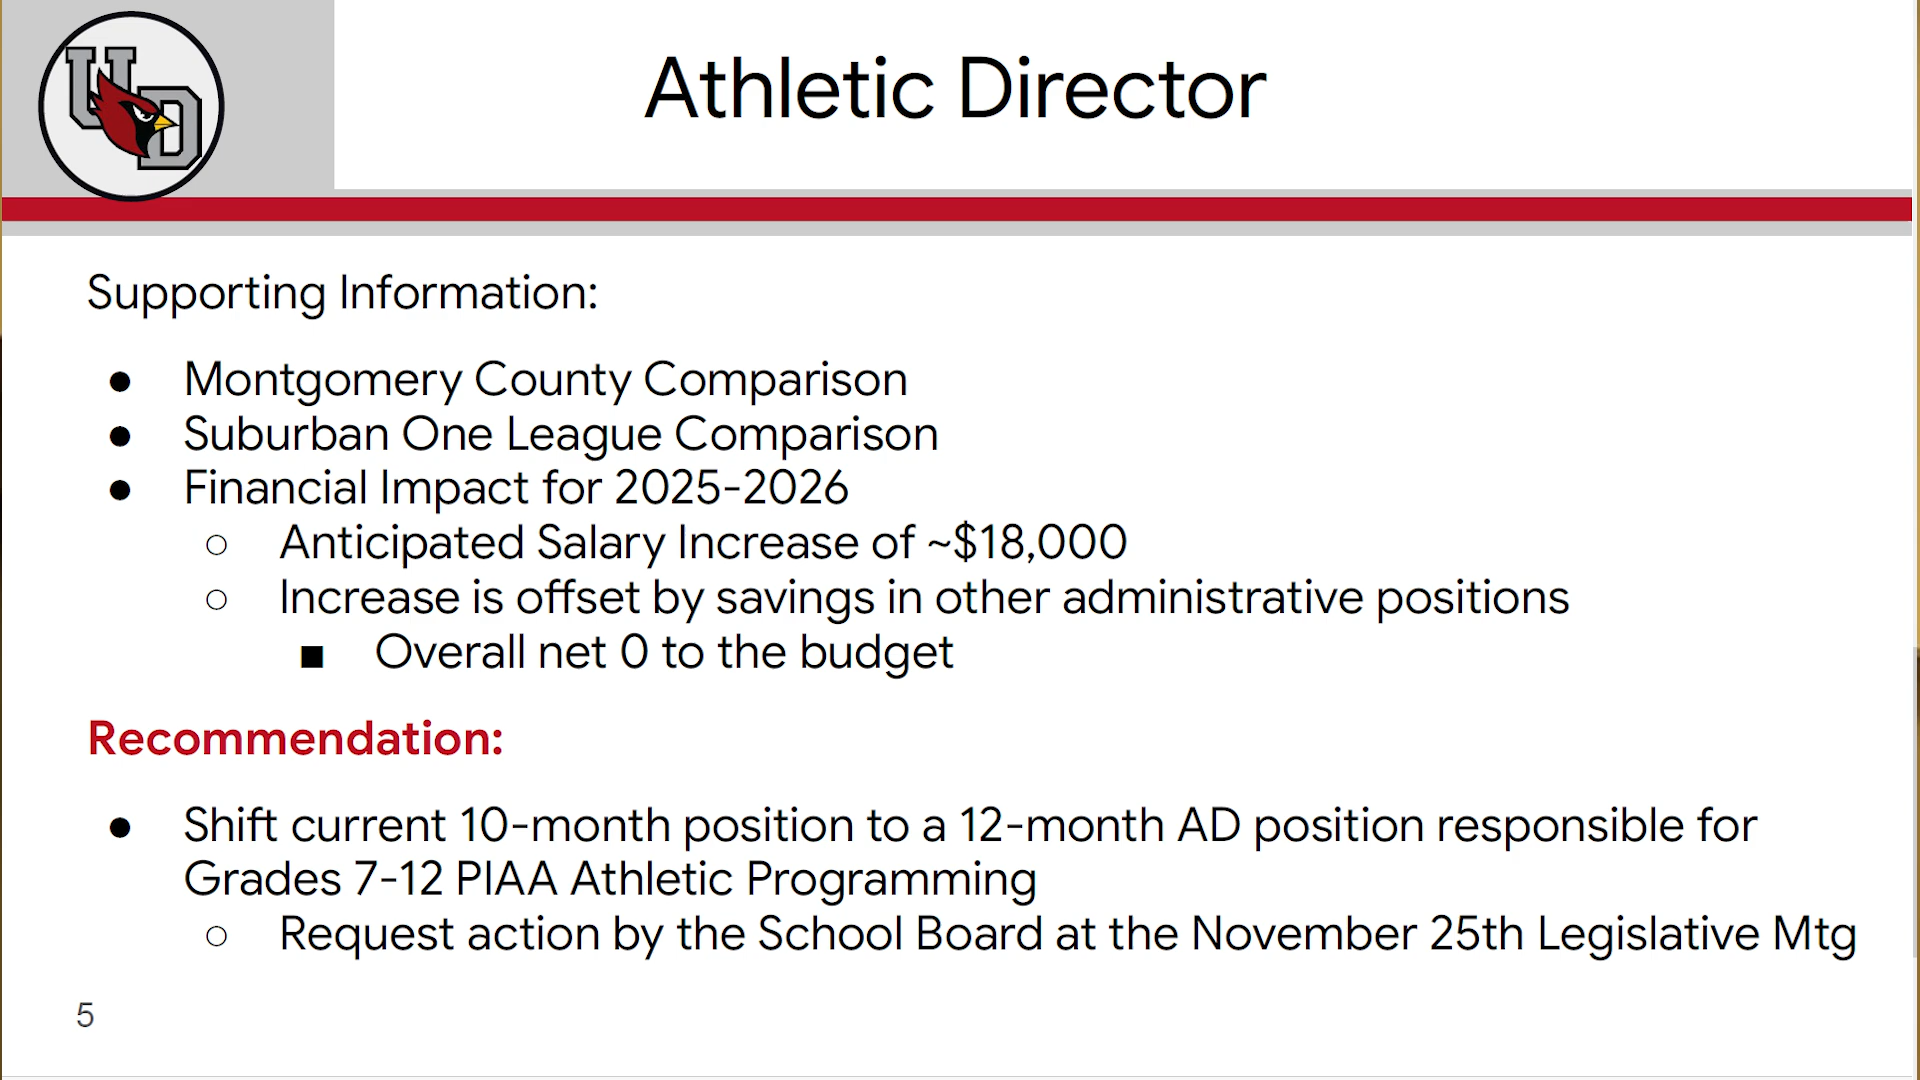 UD
Athletic Director
Supporting Information:
● Montgomery County Comparison
● Suburban One League Comparison
● Financial Impact for 2025-2026
○ Anticipated Salary Increase of ~$18,000
○ Increase is offset by savings in other administrative positions
■ Overall net 0 to the budget
Recommendation:
● Shift current 10-month position to a 12-month AD position responsible for
Grades 7-12 PIAA Athletic Programming
○ Request action by the School Board at the November 25th Legislative Mtg
5